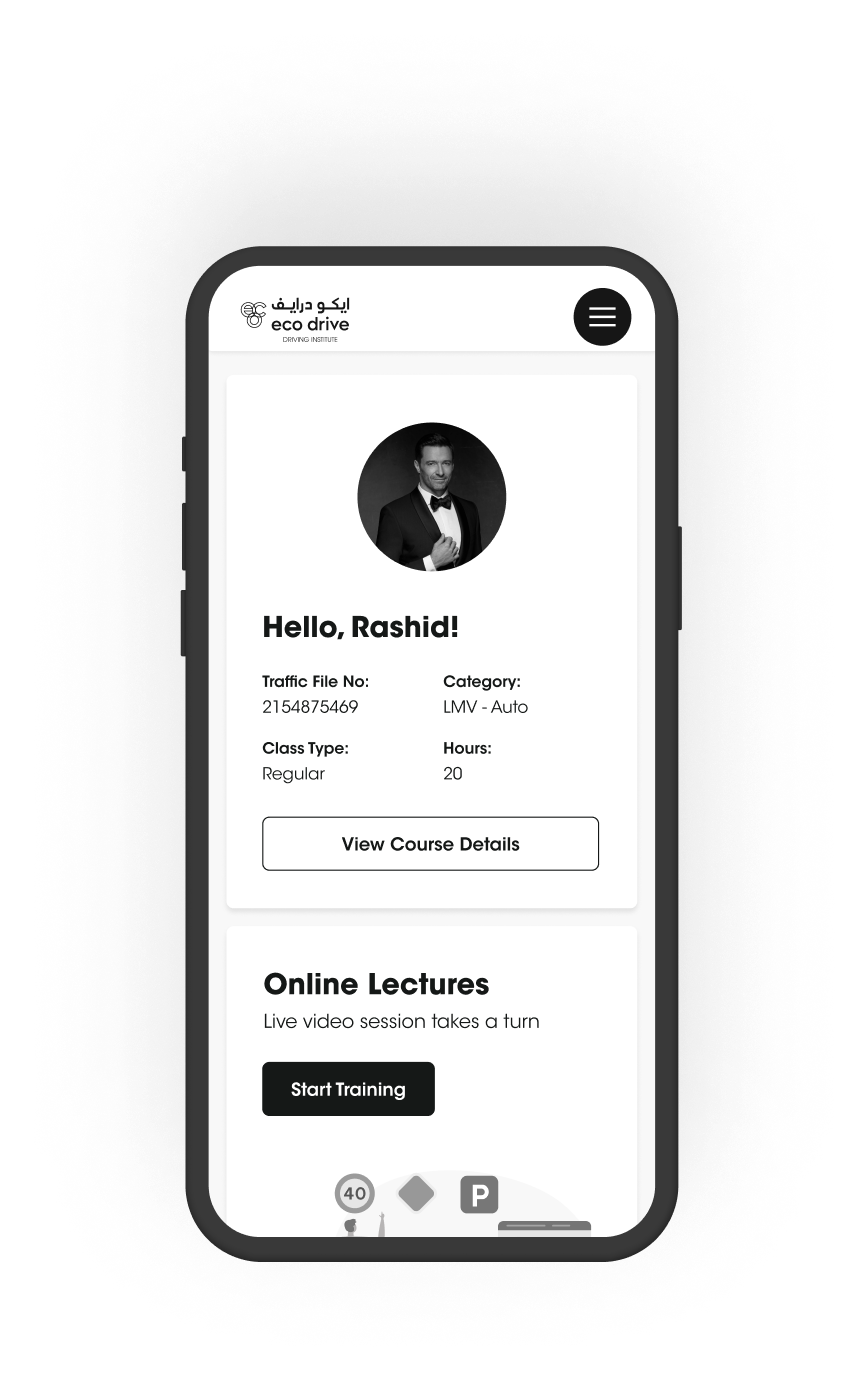 ايكو درايف
eco drive
DRIVING INSTITUTE
Hello, Rashid!
Traffic File No:
2154875469
Category:
LMV - Auto
Class Type:
Regular
Hours:
20
View Course Details
Online Lectures
Live video session takes a turn
Start Training
40
P